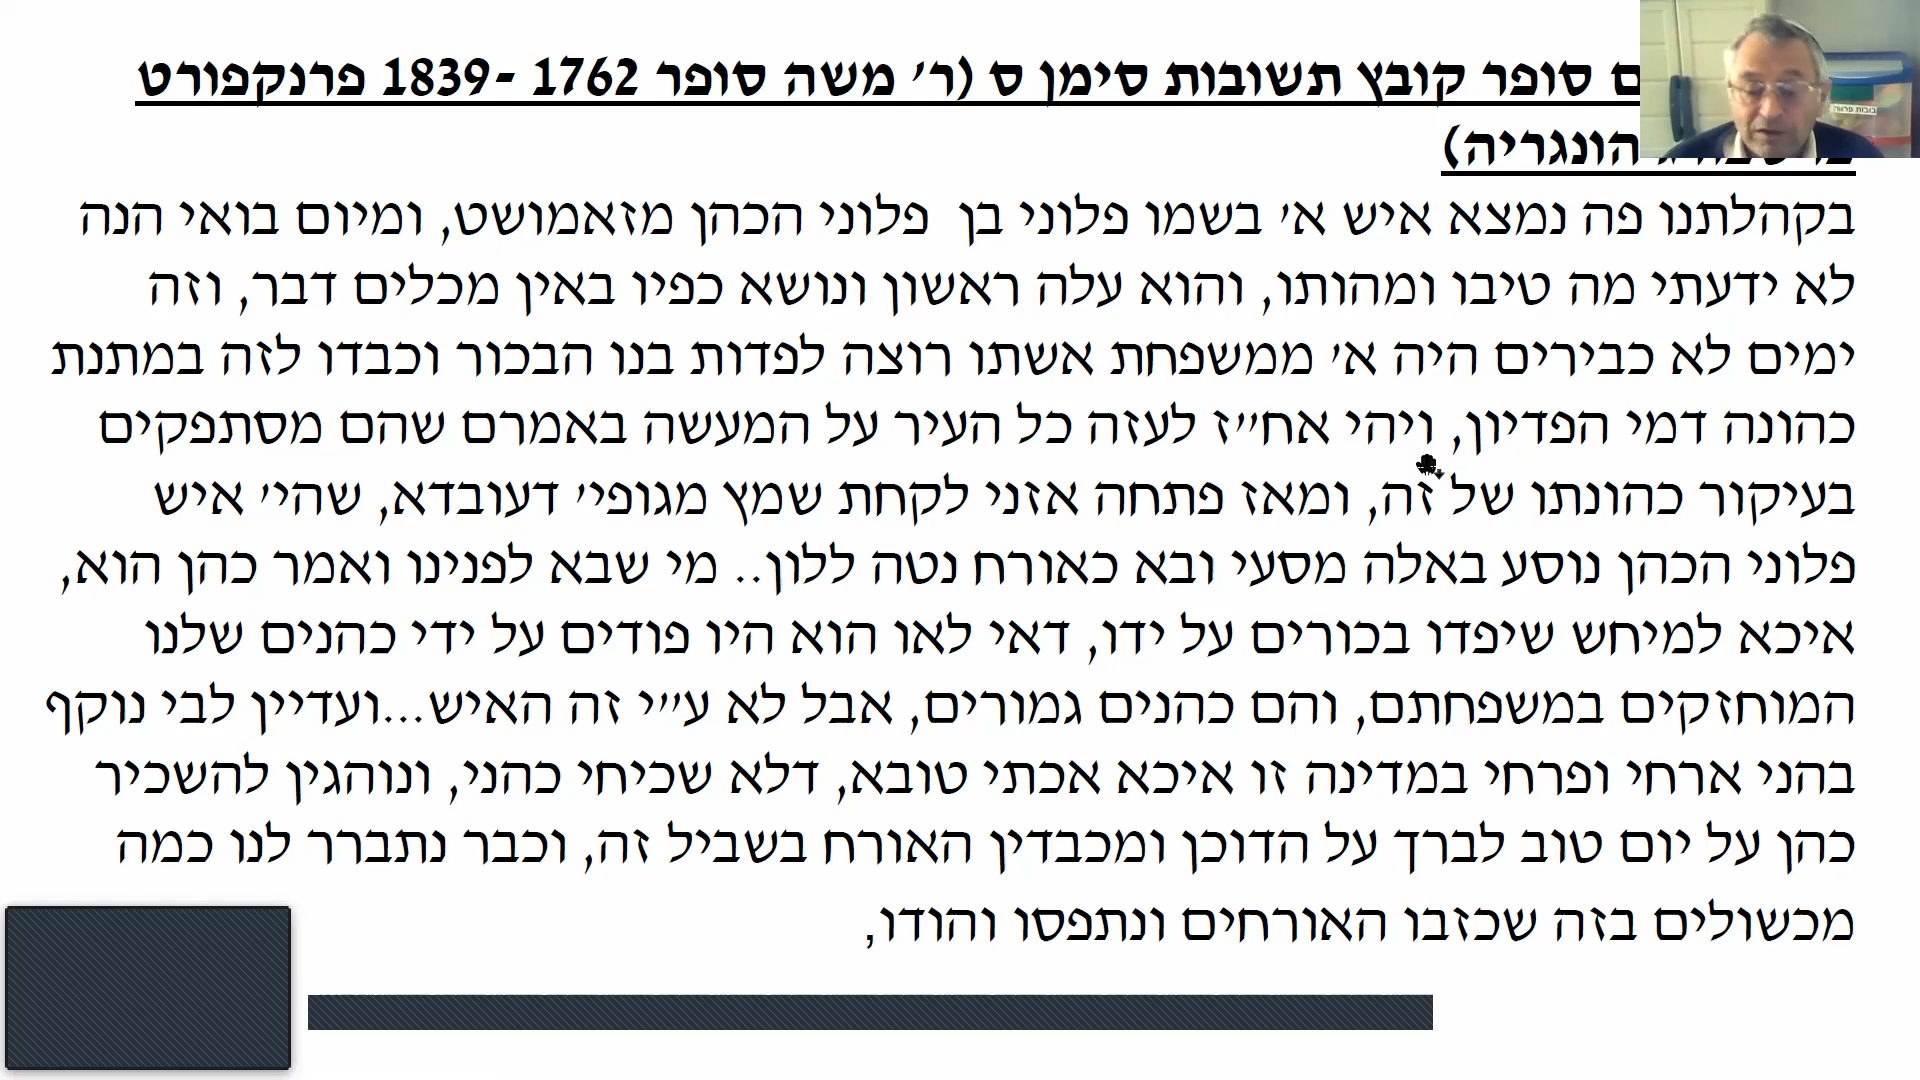 סופר קובץ תשובות סימן ס (ר' משה סופר 1762 -1839 פרנקפורט
הונגריה)
בקהלתנו פה נמצא איש א' בשמו פלוני בן פלוני הכהן מזאמושט, ומיום בואי הנה
לא ידעתי מה טיבו ומהותו, והוא עלה ראשון ונושא כפיו באין מכלים דבר, וזה
ימים לא כבירים היה א' ממשפחת אשתו רוצה לפדות בנו הבכור וכבדו לזה במתנת
כהונה דמי הפדיון, ויהי אח״ז לעזה כל העיר על המעשה באמרם שהם מסתפקים
בעיקור כהונתו של זה, ומאז פתחה אזני לקחת שמץ מגופי' דעובדא, שהי' איש
פלוני הכהן נוסע באלה מסעי ובא כאורח נטה ללון.. מי שבא לפנינו ואמר כהן הוא,
איכא למיחש שיפדו בכורים על ידו, דאי לאו הוא היו פודים על ידי כהנים שלנו
המוחזקים במשפחתם, והם כהנים גמורים, אבל לא ע״י זה האיש...ועדיין לבי נוקף
בהני ארחי ופרחי במדינה זו איכא אכתי טובא, דלא שכיחי כהני, ונוהגין להשכיר
כהן על יום טוב לברך על הדוכן ומכבדין האורח בשביל זה, וכבר נתברר לנו כמה
מכשולים בזה שכזבו האורחים ונתפסו והודו,